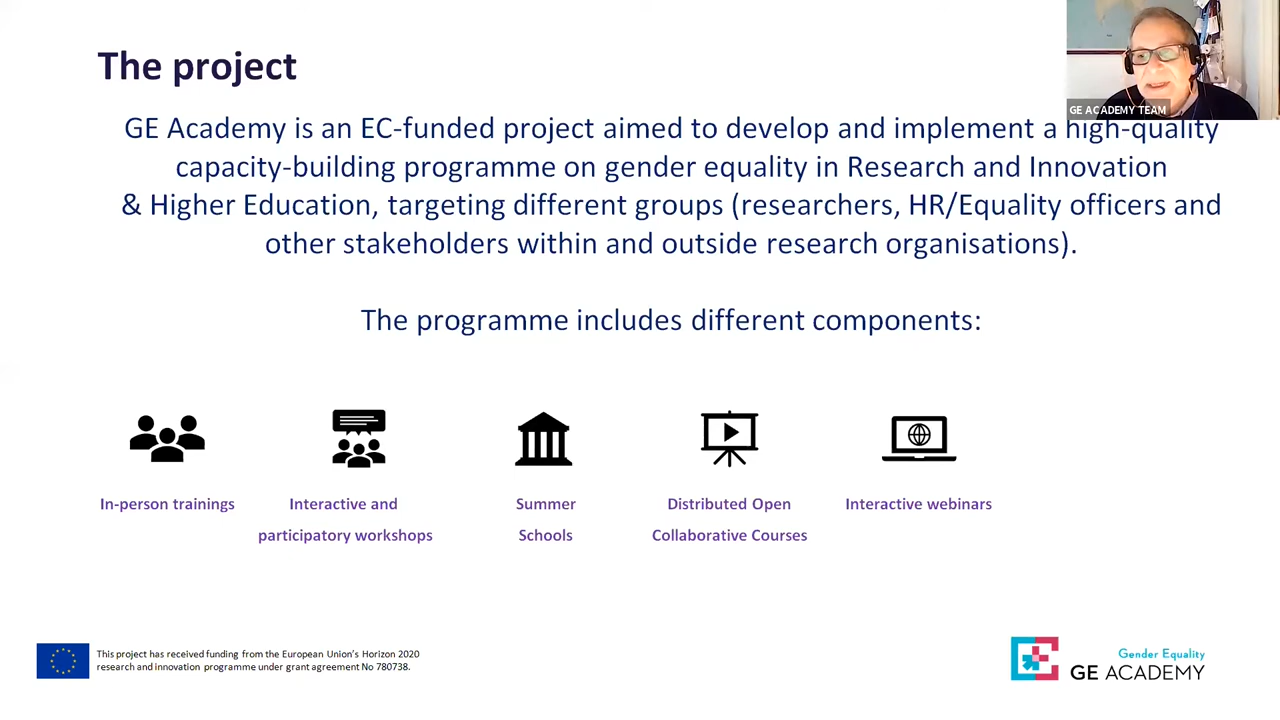 The project
GE ACADEMY TEAM
GE Academy is an EC-funded project aimed to develop and implement a high-quality
capacity-building programme on gender equality in Research and Innovation
& Higher Education, targeting different groups (researchers, HR/Equality officers and
other stakeholders within and outside research organisations).
The programme includes different components:
In-person trainings
Interactive and
participatory workshops
Summer
Schools
Distributed Open
Collaborative Courses
Interactive webinars
This project has received funding from the European Union's Horizon 2020
research and innovation programme under grant agreement No 780738.
Gender Equality
GE ACADEMY